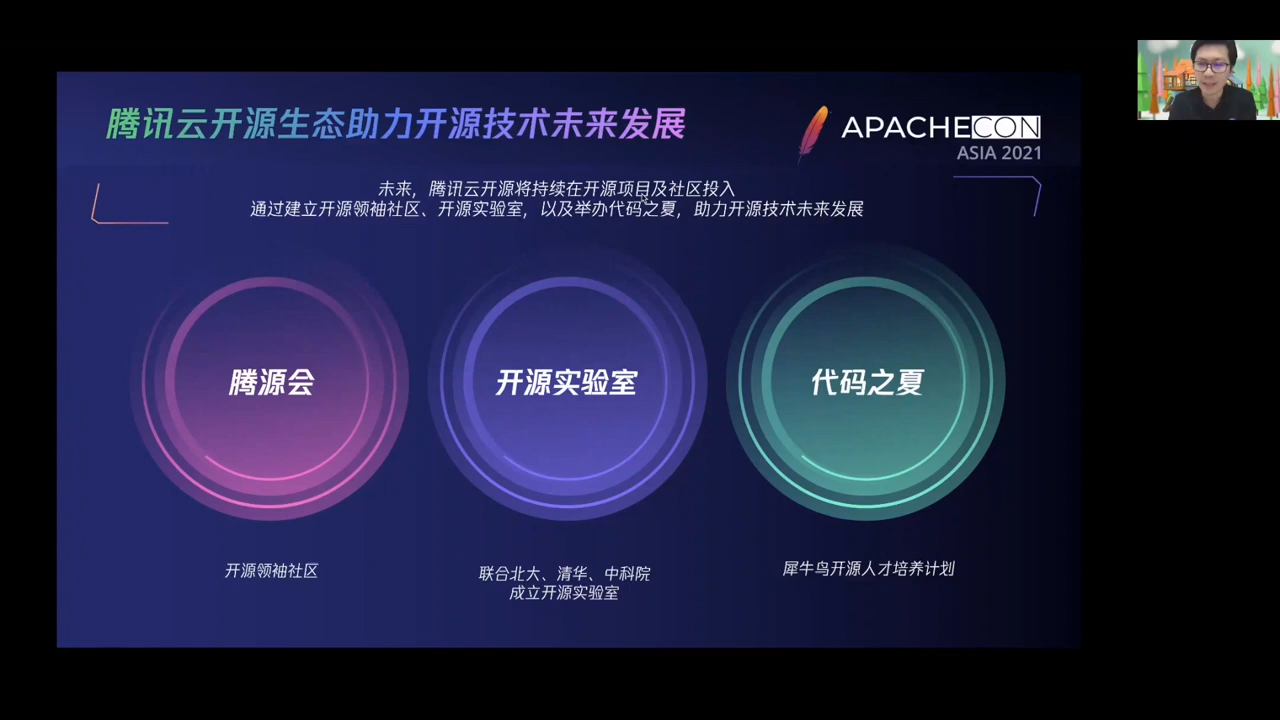 腾讯云开源生态助力开源技术未来发展
APACHECON
ASIA 2021
未来，腾讯云开源将持续在开源项目及社区投入
通过建立开源领袖社区、开源实验室，以及举办代码之夏，助力开源技术未来发展
腾源会
开源实验室
代码之夏
开源领袖社区
联合北大、清华、中科院
成立开源实验室
犀牛鸟开源人才培养计划